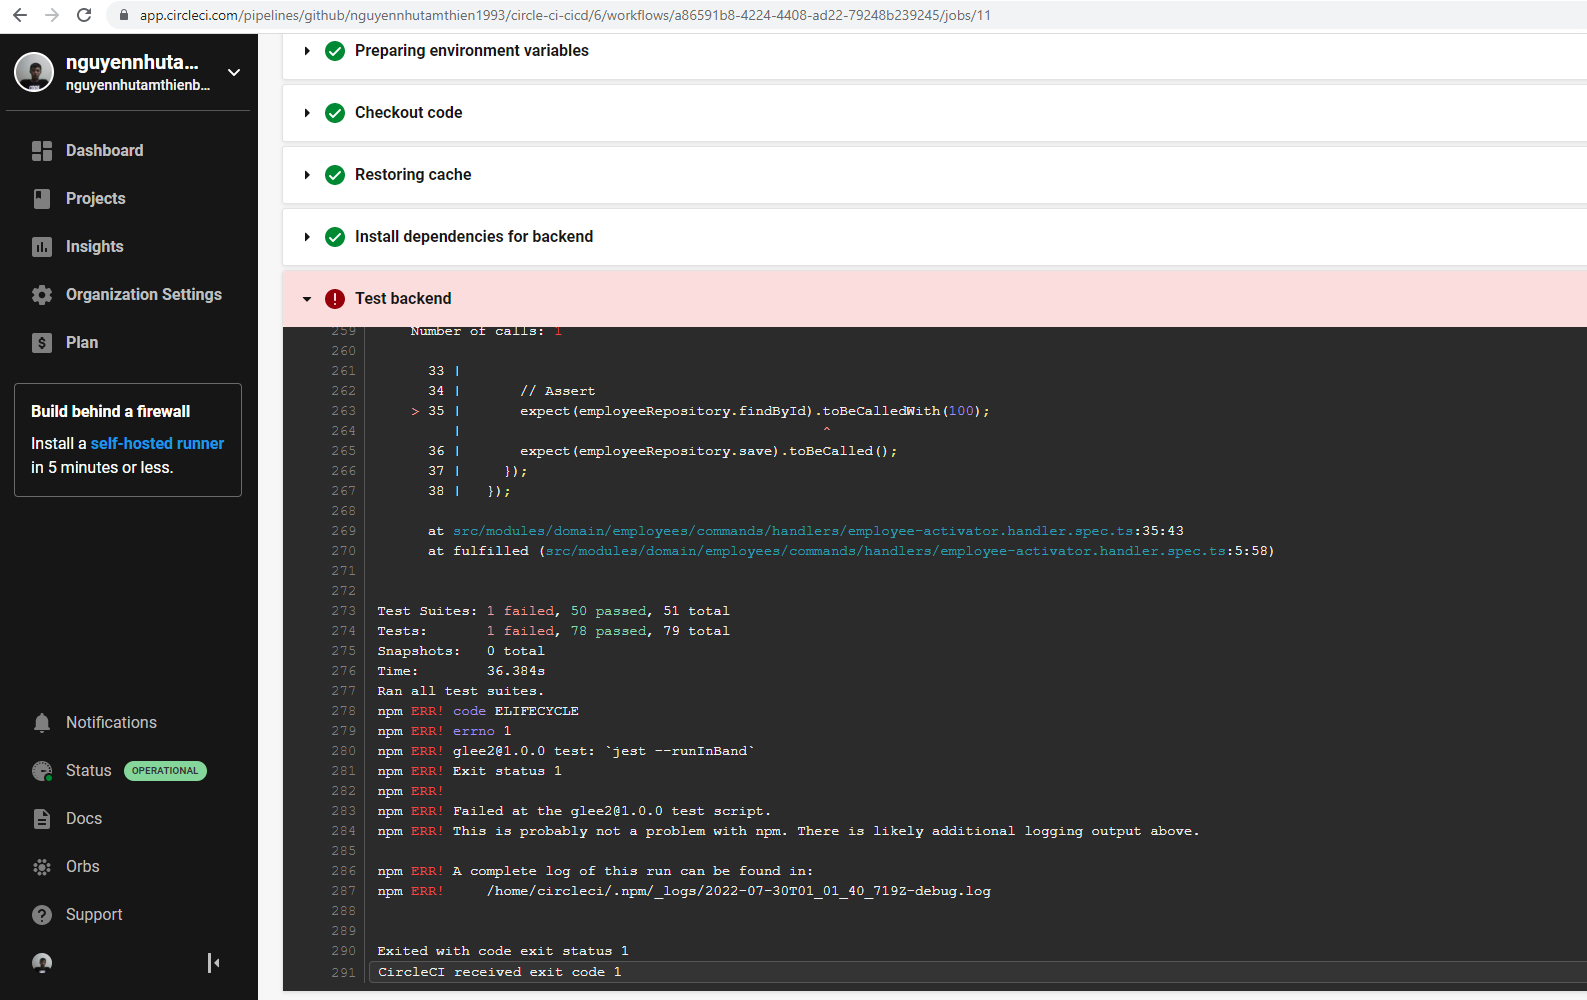 app.circleci.com/pipelines/github/nguyennhutamthien1993/circle-ci-cicd/6/workflows/a86591b8-4224-4408-ad22-79248b239245/jobs/11
nguyennhuta...
nguyennhutamthienb...
Dashboard
Projects
Insights
Organization Settings
$ Plan
Build behind a firewall
Install a self-hosted runner
in 5 minutes or less.
Notifications
Status OPERATIONAL
Docs
Orbs
? Support
Preparing environment variables
Checkout code
Restoring cache
Install dependencies for backend
! Test backend
259 Number of calls: 1
260
261 33 |
262 34 | // Assert
263 > 35 | expect(employeeRepository.findById).toBeCalledWith(100);
264 | ^
265 36 | expect(employeeRepository.save).toBeCalled();
266 37 | });
267 38 | });
268
269 at src/modules/domain/employees/commands/handlers/employee-activator.handler.spec.ts:35:43
270 at fulfilled (src/modules/domain/employees/commands/handlers/employee-activator.handler.spec.ts:5:58)
271
272
273 Test Suites: 1 failed, 50 passed, 51 total
274 Tests: 1 failed, 78 passed, 79 total
275 Snapshots: 0 total
276 Time: 36.384s
277 Ran all test suites.
278 npm ERR! code ELIFECYCLE
279 npm ERR! errno 1
280 npm ERR! glee2@1.0.0 test: `jest --runInBand`
281 npm ERR! Exit status 1
282 npm ERR!
283 npm ERR! Failed at the glee2@1.0.0 test script.
284 npm ERR! This is probably not a problem with npm. There is likely additional logging output above.
285
286 npm ERR! A complete log of this run can be found in:
287 npm ERR! /home/circleci/.npm/_logs/2022-07-30T01_01_40_719Z-debug.log
288
289
290 Exited with code exit status 1
291 CircleCI received exit code 1